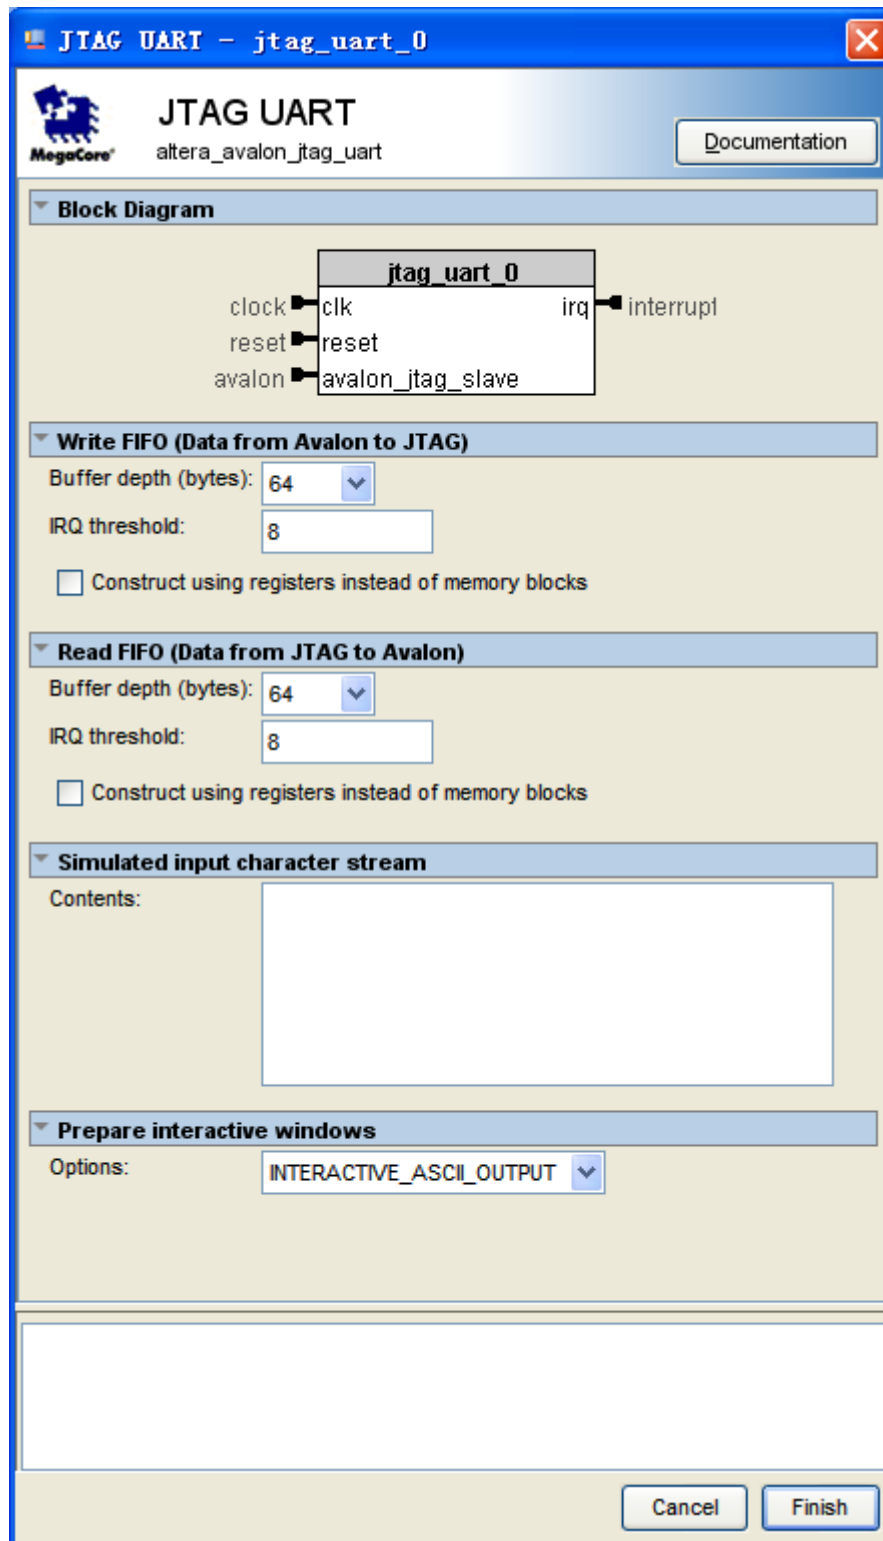 JTAG UART - jtag_uart_0
MegaCore®
JTAG UART
altera_avalon_jtag_uart
Documentation
Block Diagram
jtag_uart_0
clock clk irq interrupt
reset reset
avalon avalon_jtag_slave
Write FIFO (Data from Avalon to JTAG)
Buffer depth (bytes): 64
IRQ threshold: 8
Construct using registers instead of memory blocks
Read FIFO (Data from JTAG to Avalon)
Buffer depth (bytes): 64
IRQ threshold: 8
Construct using registers instead of memory blocks
Simulated input character stream
Contents:
Prepare interactive windows
Options: INTERACTIVE_ASCII_OUTPUT
Cancel Finish